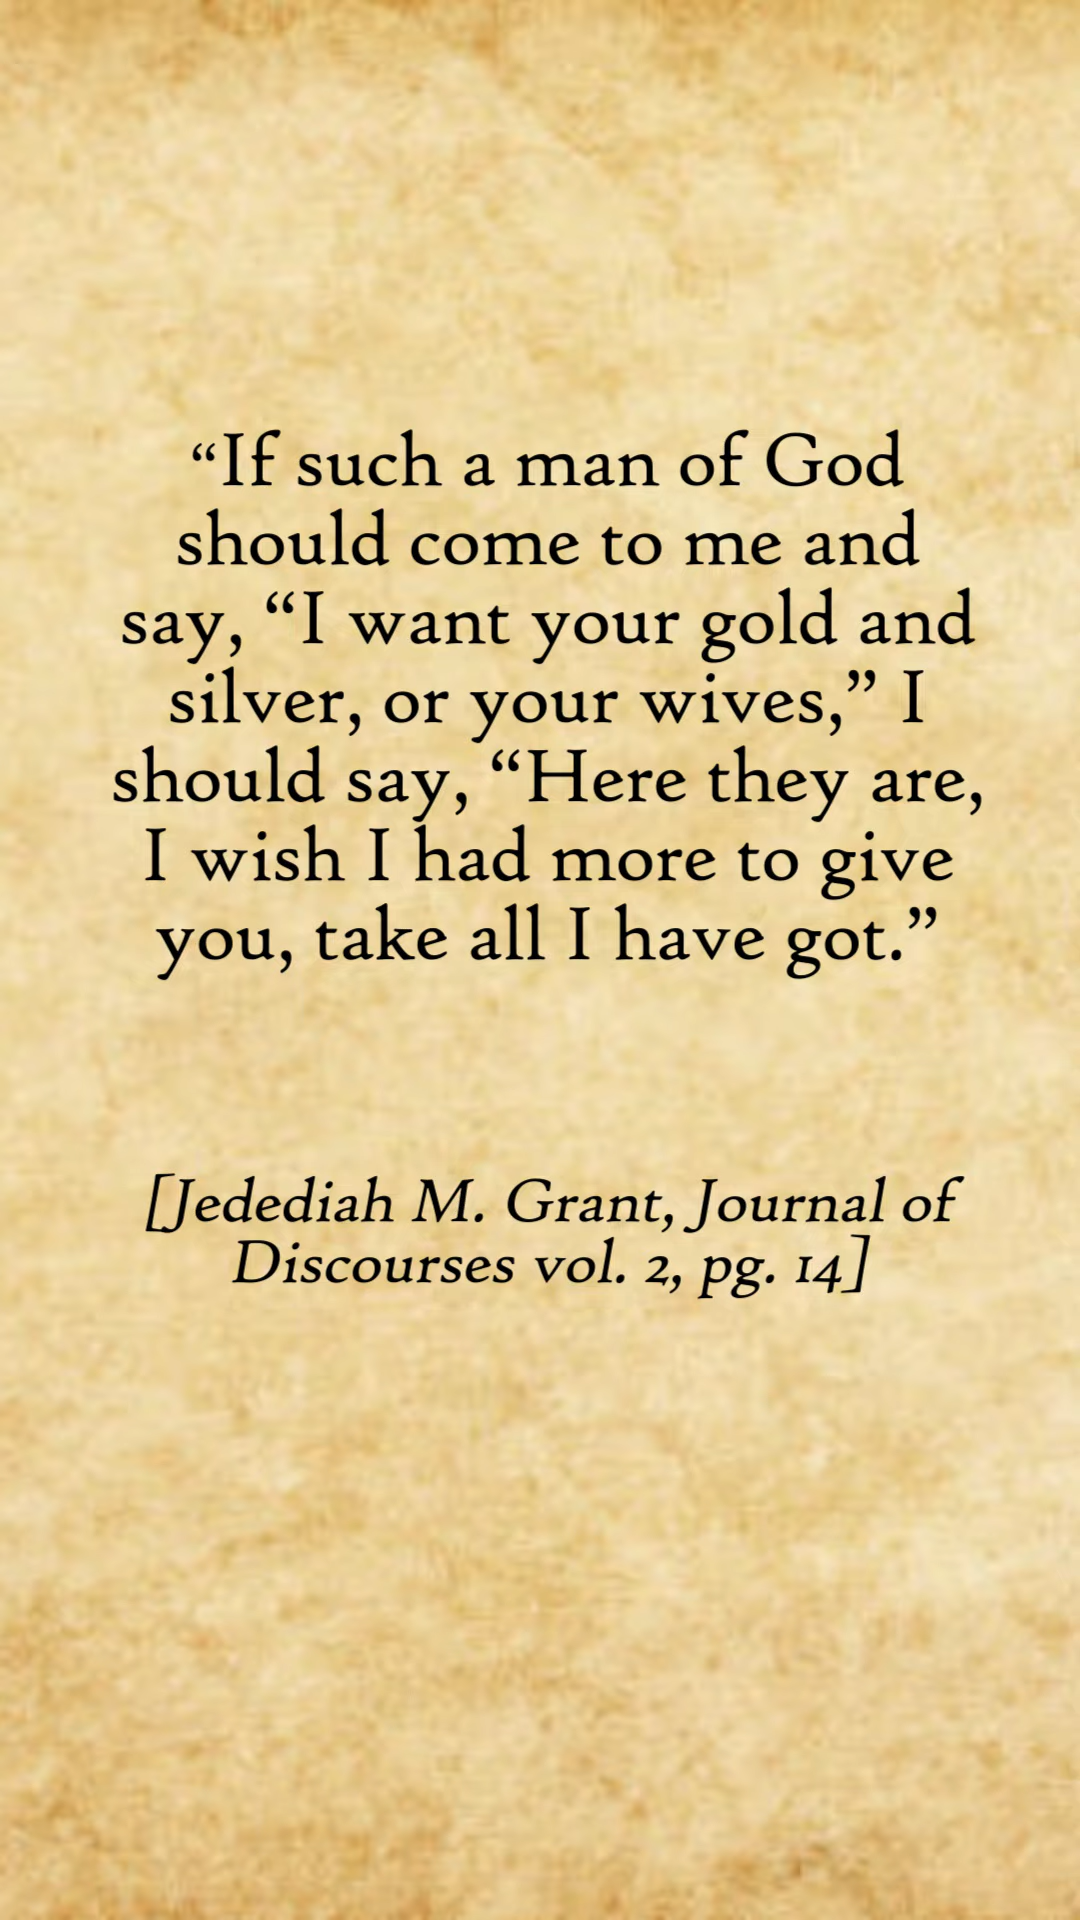 “If such a man of God
should come to me and
say, “I want your gold and
silver, or your wives,” I
should say, “Here they are,
I wish I had more to give
you, take all I have got.”
[Jedediah M. Grant, Journal of
Discourses vol. 2, pg. 14]